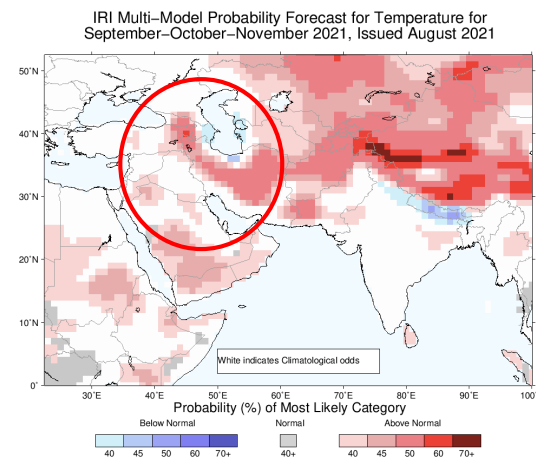 IRI Multi-Model Probability Forecast for Temperature for
September-October-November 2021, Issued August 2021
50˚N
40˚N
30˚N
20˚N
10˚N
0˚
30˚E
40˚E
50˚E
60˚E
70˚E
80˚E
90˚E
100
White indicates Climatological odds
Probability (%) of Most Likely Category
Below Normal
Normal
Above Normal
40 45 50 60 70+
40+
40 45 50 60 70+